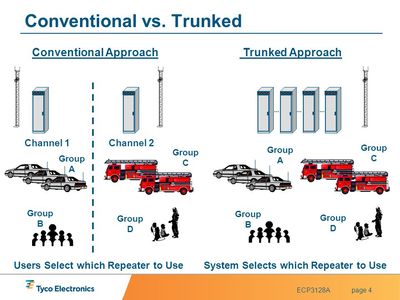 Conventional vs. Trunked
Conventional Approach
Trunked Approach
Channel 1
Channel 2
Group
A
Group
C
Group
B
Group
D
Group
A
Group
C
Group
B
Group
D
Users Select which Repeater to Use
System Selects which Repeater to Use
Tyco Electronics
ECP3128A
page 4